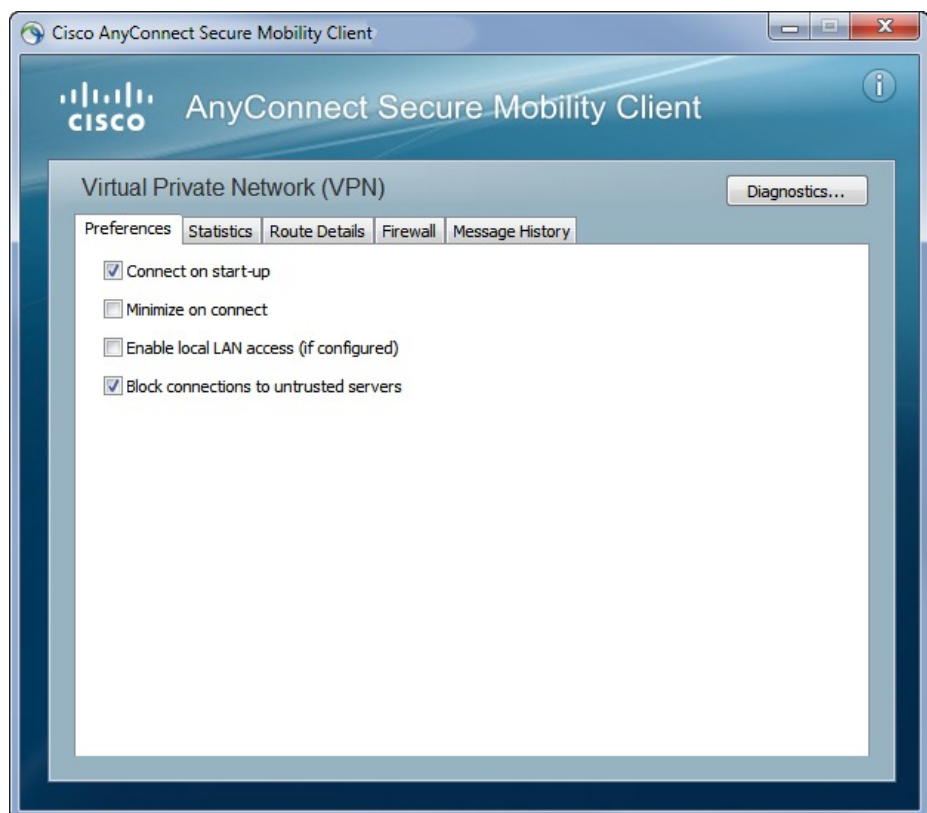 Cisco AnyConnect Secure Mobility Client
CISCO AnyConnect Secure Mobility Client
Virtual Private Network (VPN)
Diagnostics...
Preferences Statistics Route Details Firewall Message History
Connect on start-up
Minimize on connect
Enable local LAN access (if configured)
Block connections to untrusted servers